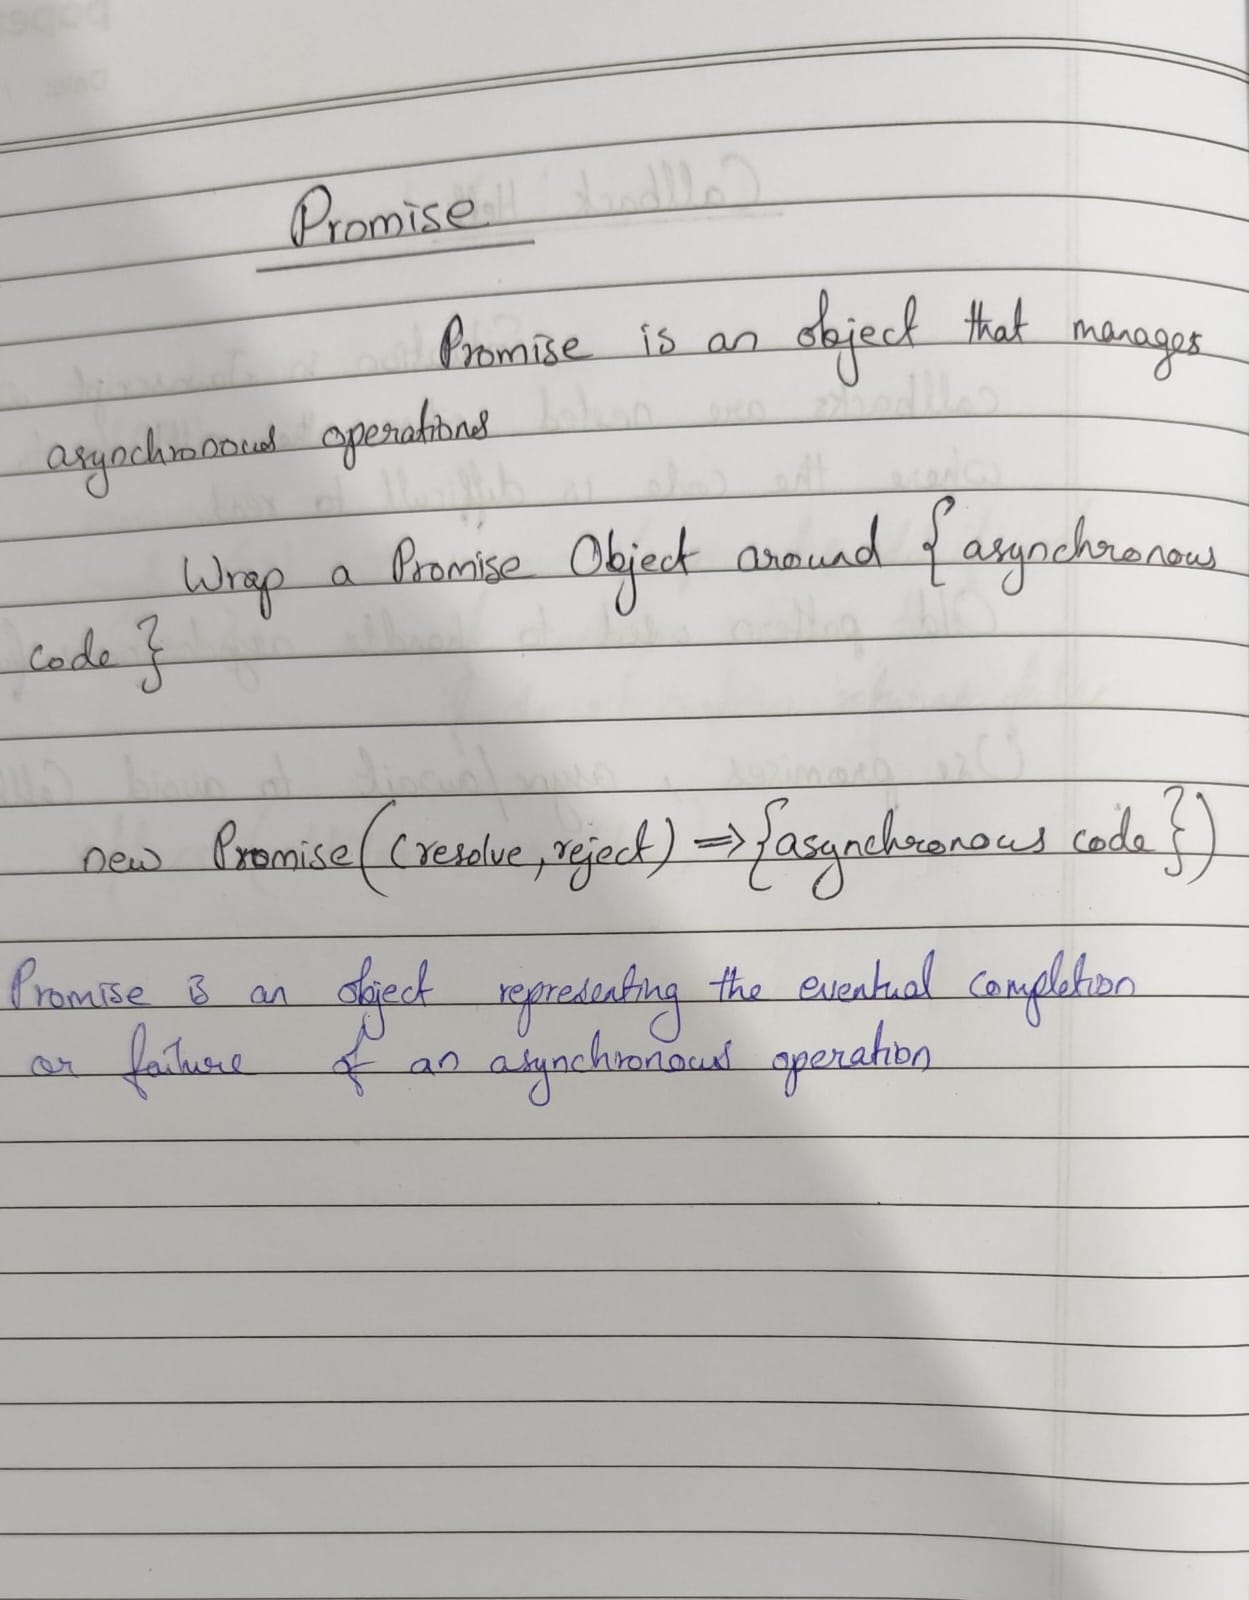 Promise
Promise is an object that manages
asynchronous operations
Wrap a Promise Object around { asynchronous
code }
new Promise((resolve, reject) => {asynchronous code})
Promise is an object representing the eventual completion
or failure of an asynchronous operation